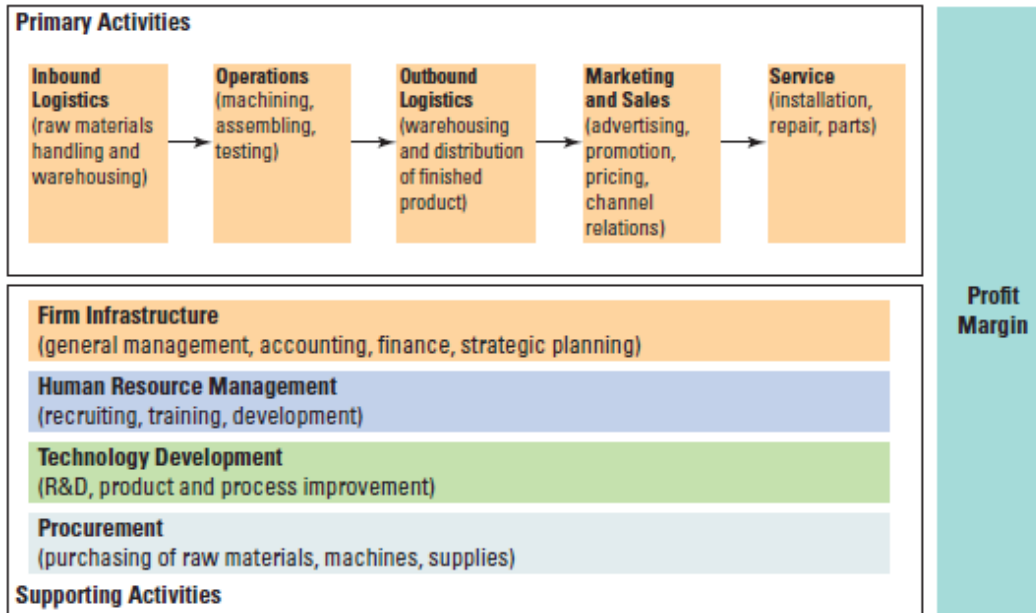 Primary Activities
Inbound
Logistics
(raw materials
handling and
warehousing)
Operations
(machining,
assembling,
testing)
Outbound
Logistics
(warehousing
and distribution
of finished
product)
Marketing
and Sales
(advertising,
promotion,
pricing,
channel
relations)
Service
(installation,
repair, parts)
Firm Infrastructure
(general management, accounting, finance, strategic planning)
Human Resource Management
(recruiting, training, development)
Technology Development
(R&D, product and process improvement)
Procurement
(purchasing of raw materials, machines, supplies)
Supporting Activities
Profit
Margin